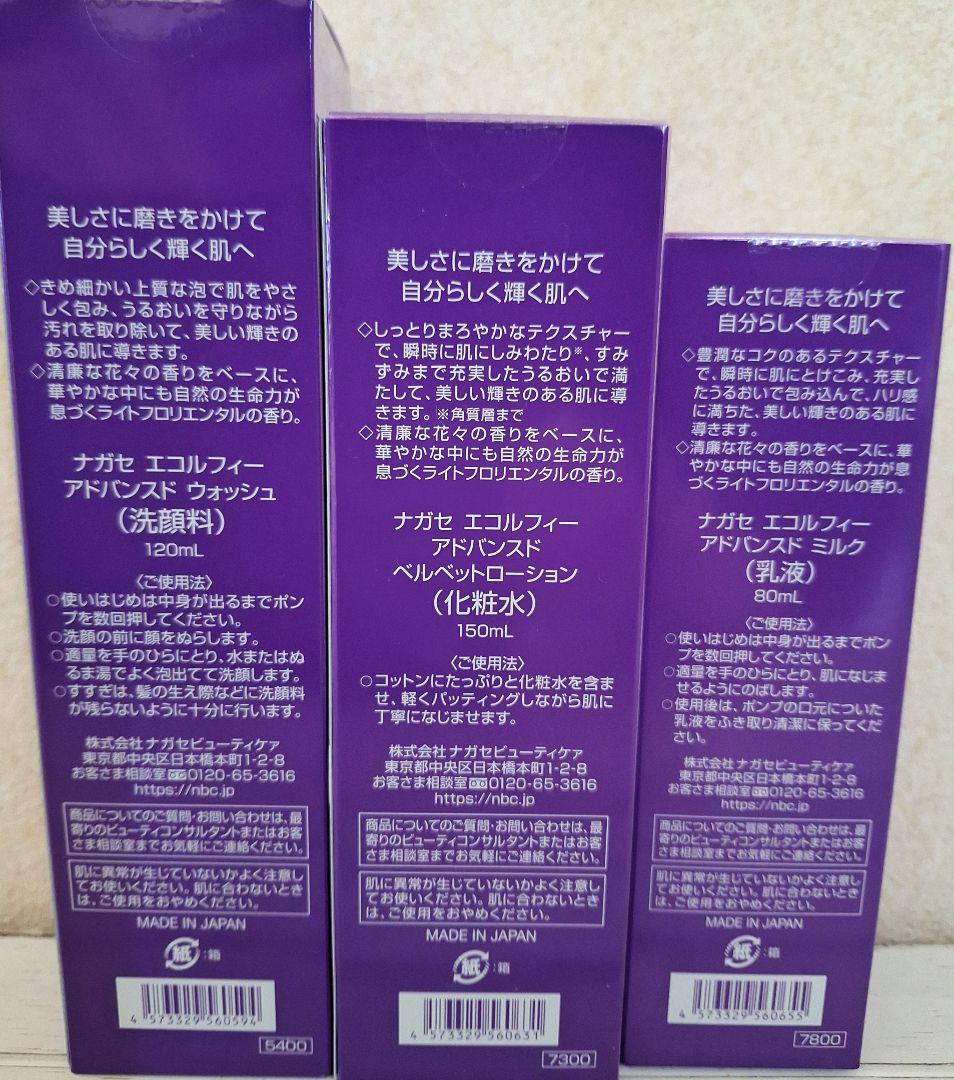 美しさに磨きをかけて
自分らしく輝く肌へ
◇きめ細かい上質な泡で肌をやさ
しく包み、うるおいを守りながら
汚れを取り除いて、美しい輝きの
ある肌に導きます。
◇清廉な花々の香りをベースに、
華やかな中にも自然の生命力が
息づくライトフロリエンタルの香り。
ナガセ エコルフィー
アドバンスド ウォッシュ
(洗顔料)
120mL
〈ご使用法〉
○使いはじめは中身が出るまでポン
プを数回押してください。
○洗顔の前に顔をぬらします。
○適量を手のひらにとり、水またはぬ
るま湯でよく泡出てて洗顔します。
○すすぎは、髪の生え際などに洗顔料
が残らないように十分に行います。
株式会社 ナガセビューティケァ
東京都中央区日本橋本町1-2-8
お客さま相談室 0120-65-3616
https://nbc.jp
商品についてのご質問・お問い合わせは、最
寄りのビューティコンサルタントまたはお客
さま相談室までお気軽にご連絡ください。
肌に異常が生じていないかよく注意し
てお使いください。肌に合わないとき
は、ご使用をおやめください。
MADE IN JAPAN
紙:箱
4 573329 560594
5400
美しさに磨きをかけて
自分らしく輝く肌へ
◇しっとりまろやかなテクスチャー
で、瞬時に肌にしみわたり※、すみ
ずみまで充実したうるおいで満
たして、美しい輝きのある肌に導
きます。※角質層まで
◇清廉な花々の香りをベースに、
華やかな中にも自然の生命力が
息づくライトフロリエンタルの香り。
ナガセ エコルフィー
アドバンスド
ベルベットローション
(化粧水)
150mL
〈ご使用法〉
○コットンにたっぷりと化粧水を含ま
せ、軽くパッティングしながら肌に
丁寧になじませます。
株式会社 ナガセビューティケァ
東京都中央区日本橋本町1-2-8
お客さま相談室 0120-65-3616
https://nbc.jp
商品についてのご質問・お問い合わせは、最
寄りのビューティコンサルタントまたはお客
さま相談室までお気軽にご連絡ください。
肌に異常が生じていないかよく注意し
てお使いください。肌に合わないとき
は、ご使用をおやめください。
MADE IN JAPAN
紙:箱
4 573329 560631
7300
美しさに磨きをかけて
自分らしく輝く肌へ
◇豊潤なコクのあるテクスチャー
で、瞬時に肌にとけこみ、充実し
たうるおいで包み込んで、ハリ感
に満ちた、美しい輝きのある肌に
導きます。
◇清廉な花々の香りをベースに、華
やかな中にも自然の生命力が息
づくライトフロリエンタルの香り。
ナガセ エコルフィー
アドバンスド ミルク
(乳液)
80mL
〈ご使用法〉
○使いはじめは中身が出るまでポン
プを数回押してください。
○適量を手のひらにとり、肌になじま
せるようにのばします。
○使用後は、ポンプの口元についた
乳液をふき取り清潔に保ってくだ
さい。
株式会社 ナガセビューティケァ
東京都中央区日本橋本町1-2-8
お客さま相談室 0120-65-3616
https://nbc.jp
商品についてのご質問・お問い合わせは、最
寄りのビューティコンサルタントまたはお客
さま相談室までお気軽にご連絡ください。
肌に異常が生じていないかよく注意し
てお使いください。肌に合わないとき
は、ご使用をおやめください。
MADE IN JAPAN
紙:箱
4 573329 560655
7800